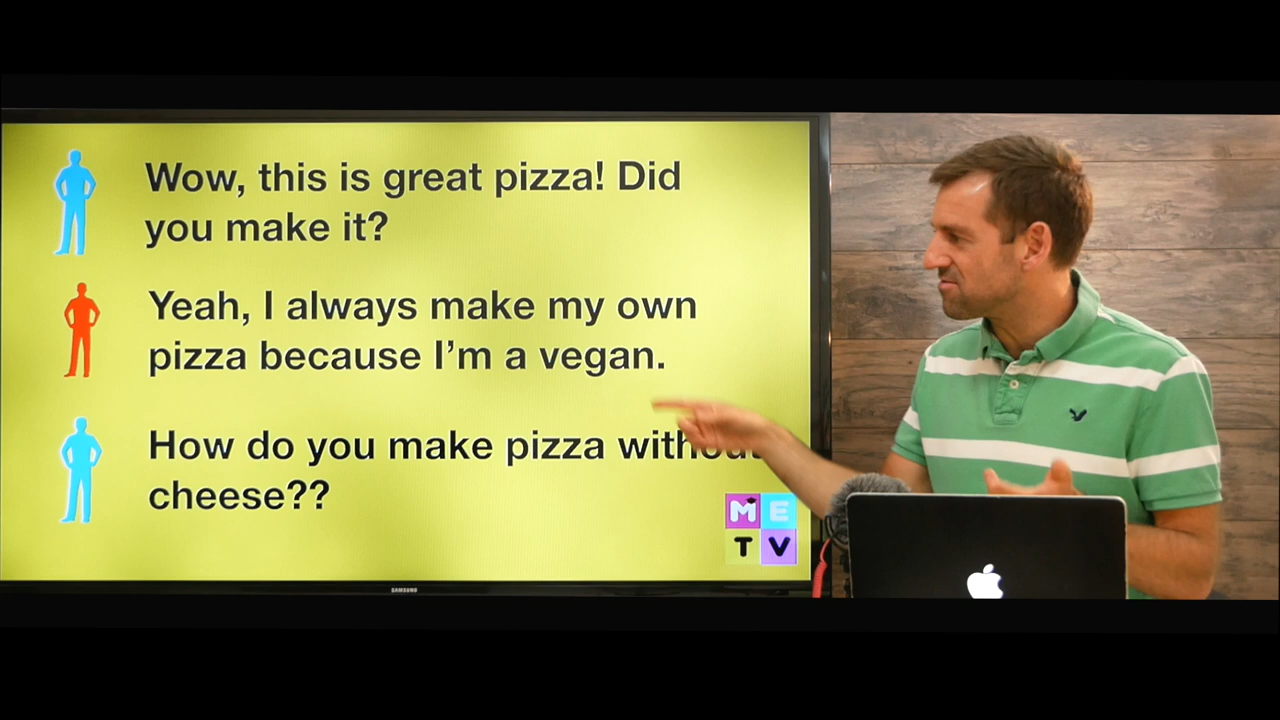 Wow, this is great pizza! Did
you make it?
Yeah, I always make my own
pizza because I'm a vegan.
How do you make pizza without
cheese??
M E
T V
SAMSUNG